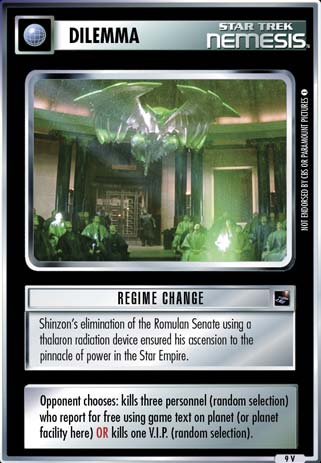 DILEMMA
STAR TREK
NEMESIS
NOT ENDORSED BY CBS OR PARAMOUNT PICTURES
REGIME CHANGE
Shinzon's elimination of the Romulan Senate using a
thalaron radiation device ensured his ascension to the
pinnacle of power in the Star Empire.
Opponent chooses: kills three personnel (random selection)
who report for free using game text on planet (or planet
facility here) OR kills one V.I.P. (random selection).
9 V